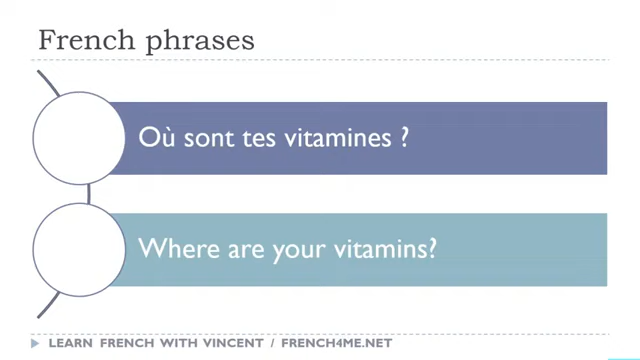 French phrases
Où sont tes vitamines ?
Where are your vitamins?
LEARN FRENCH WITH VINCENT / FRENCH4ME.NET